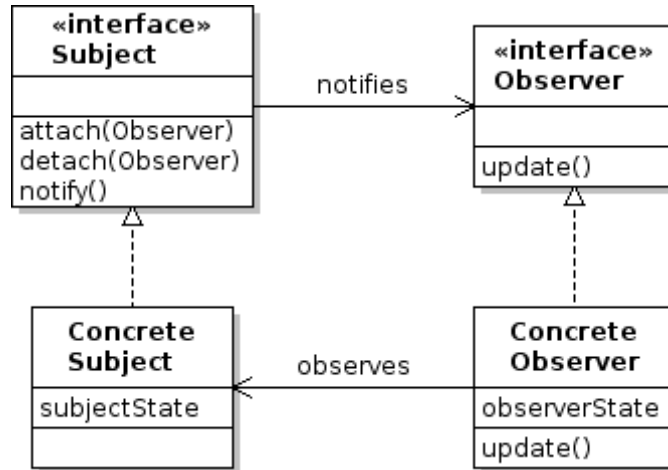 «interface»
Subject
attach(Observer)
detach(Observer)
notify()
notifies
«interface»
Observer
update()
Concrete
Subject
subjectState
observes
Concrete
Observer
observerState
update()